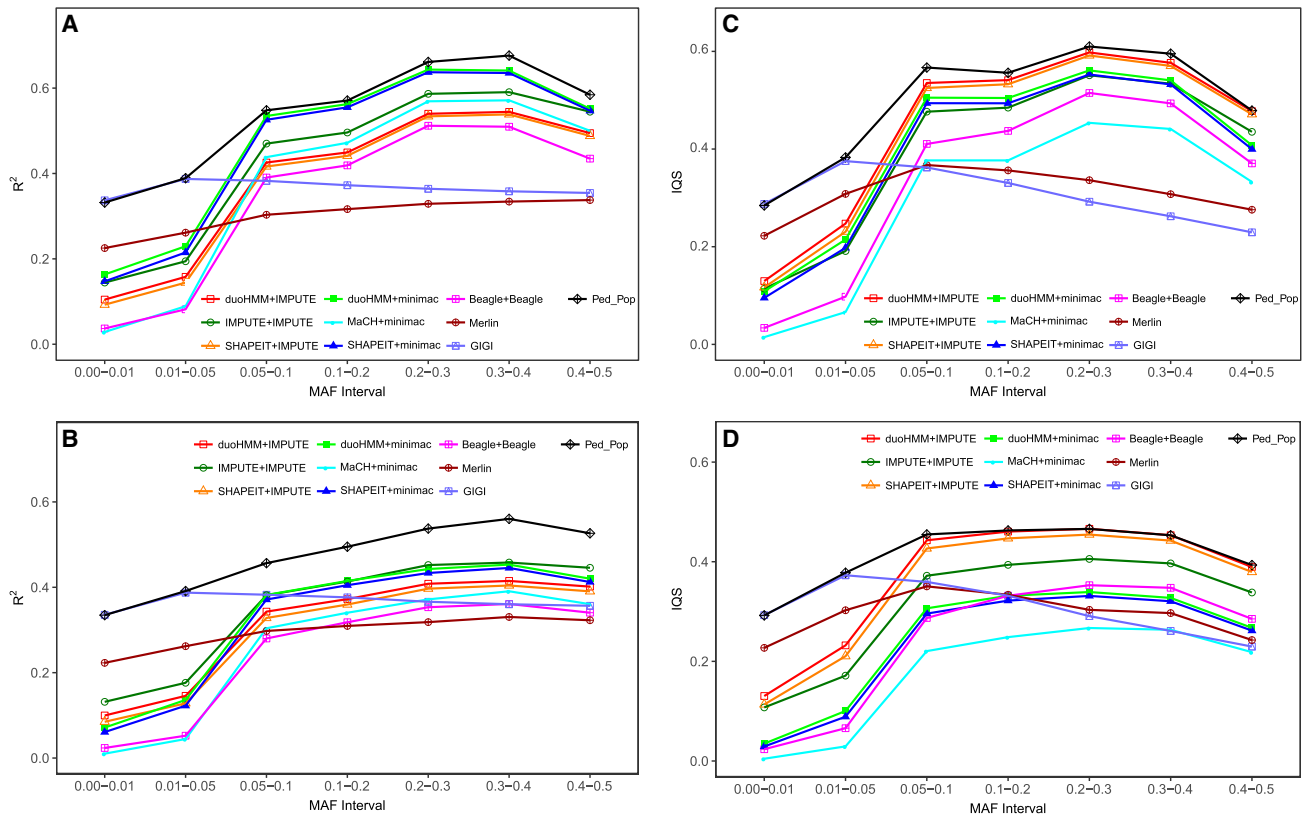 A
R²
0.6
0.4
0.2
0.0
duoHMM+IMPUTE duoHMM+minimac Beagle+Beagle Ped_Pop
IMPUTE+IMPUTE MaCH+minimac Merlin
SHAPEIT+IMPUTE SHAPEIT+minimac GIGI
0.00−0.01 0.01−0.05 0.05−0.1 0.1−0.2 0.2−0.3 0.3−0.4 0.4−0.5
MAF Interval
C
IQS
0.6
0.4
0.2
0.0
duoHMM+IMPUTE duoHMM+minimac Beagle+Beagle Ped_Pop
IMPUTE+IMPUTE MaCH+minimac Merlin
SHAPEIT+IMPUTE SHAPEIT+minimac GIGI
0.00−0.01 0.01−0.05 0.05−0.1 0.1−0.2 0.2−0.3 0.3−0.4 0.4−0.5
MAF Interval
B
duoHMM+IMPUTE duoHMM+minimac Beagle+Beagle Ped_Pop
IMPUTE+IMPUTE MaCH+minimac Merlin
SHAPEIT+IMPUTE SHAPEIT+minimac GIGI
R²
0.6
0.4
0.2
0.0
0.00−0.01 0.01−0.05 0.05−0.1 0.1−0.2 0.2−0.3 0.3−0.4 0.4−0.5
MAF Interval
D
duoHMM+IMPUTE duoHMM+minimac Beagle+Beagle Ped_Pop
IMPUTE+IMPUTE MaCH+minimac Merlin
SHAPEIT+IMPUTE SHAPEIT+minimac GIGI
IQS
0.6
0.4
0.2
0.0
0.00−0.01 0.01−0.05 0.05−0.1 0.1−0.2 0.2−0.3 0.3−0.4 0.4−0.5
MAF Interval